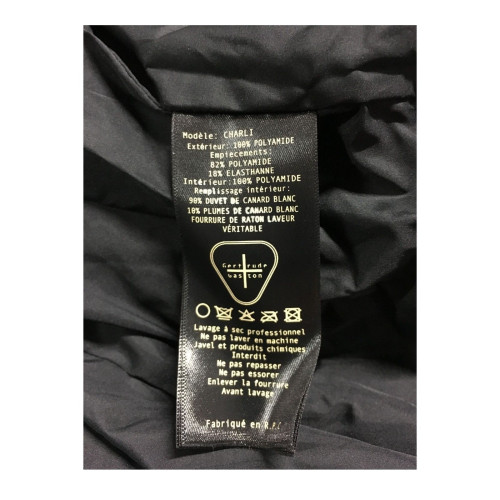 Modèle: CHARLI
Extérieur: 100% POLYAMIDE
Empiècements:
82% POLYAMIDE
18% ELASTHANNE
Intérieur:100% POLYAMIDE
Remplissage intérieur:
90% DUVET DE CANARD BLANC
10% PLUMES DE CANARD BLANC
FOURRURE DE RATON LAVEUR
VÉRITABLE
Gertrude
Gaston
Lavage à sec professionnel
Ne pas laver en machine
Javel et produits chimiques
Interdit
Ne pas repasser
Ne pas essorer
Enlever la fourrure
Avant lavage
Fabriqué en R.P.C